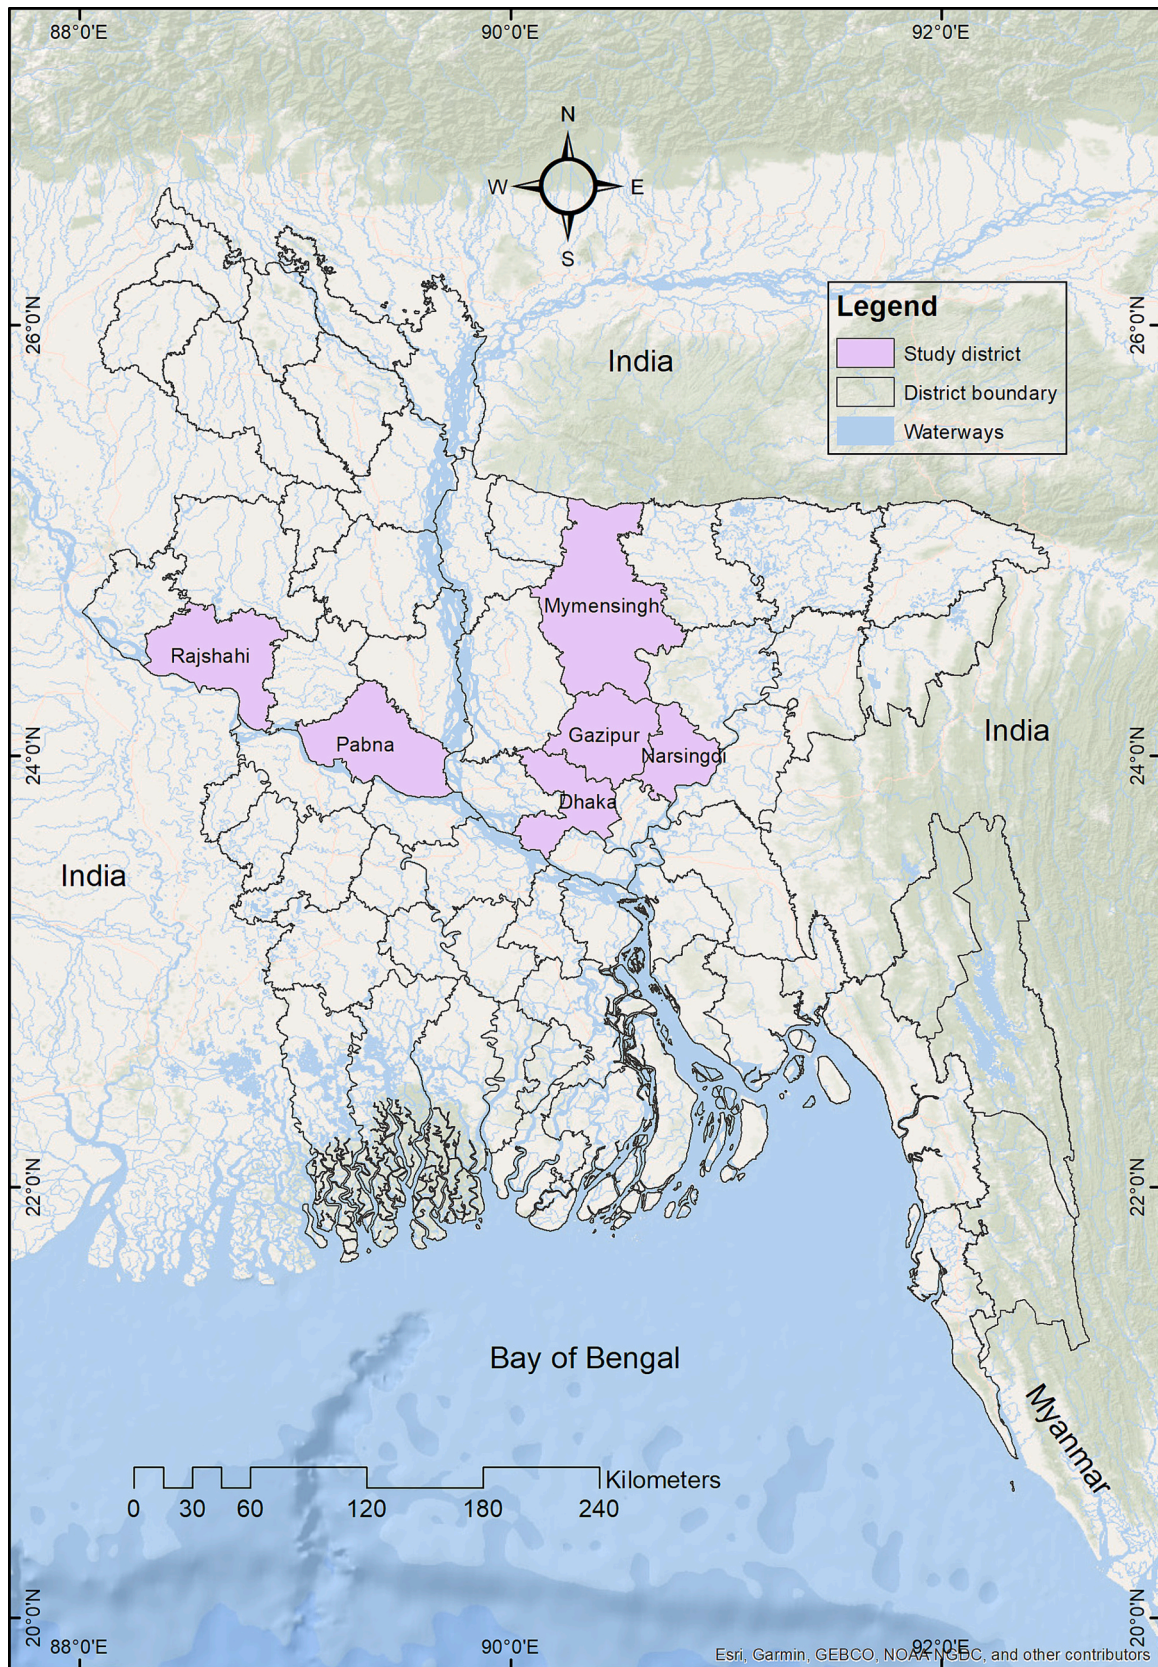 88°0'E 90°0'E 92°0'E
N
W E
S
26°0'N 26°0'N
Legend
Study district
District boundary
Waterways
India
Mymensingh
Rajshahi
Gazipur
India
Pabna
Narsingdi
24°0'N 24°0'N
Dhaka
India
22°0'N 22°0'N
Bay of Bengal
Myanmar
Kilometers
0 30 60 120 180 240
20°0'N 20°0'N
88°0'E 90°0'E 92°0'E
Esri, Garmin, GEBCO, NOAA NGDC, and other contributors